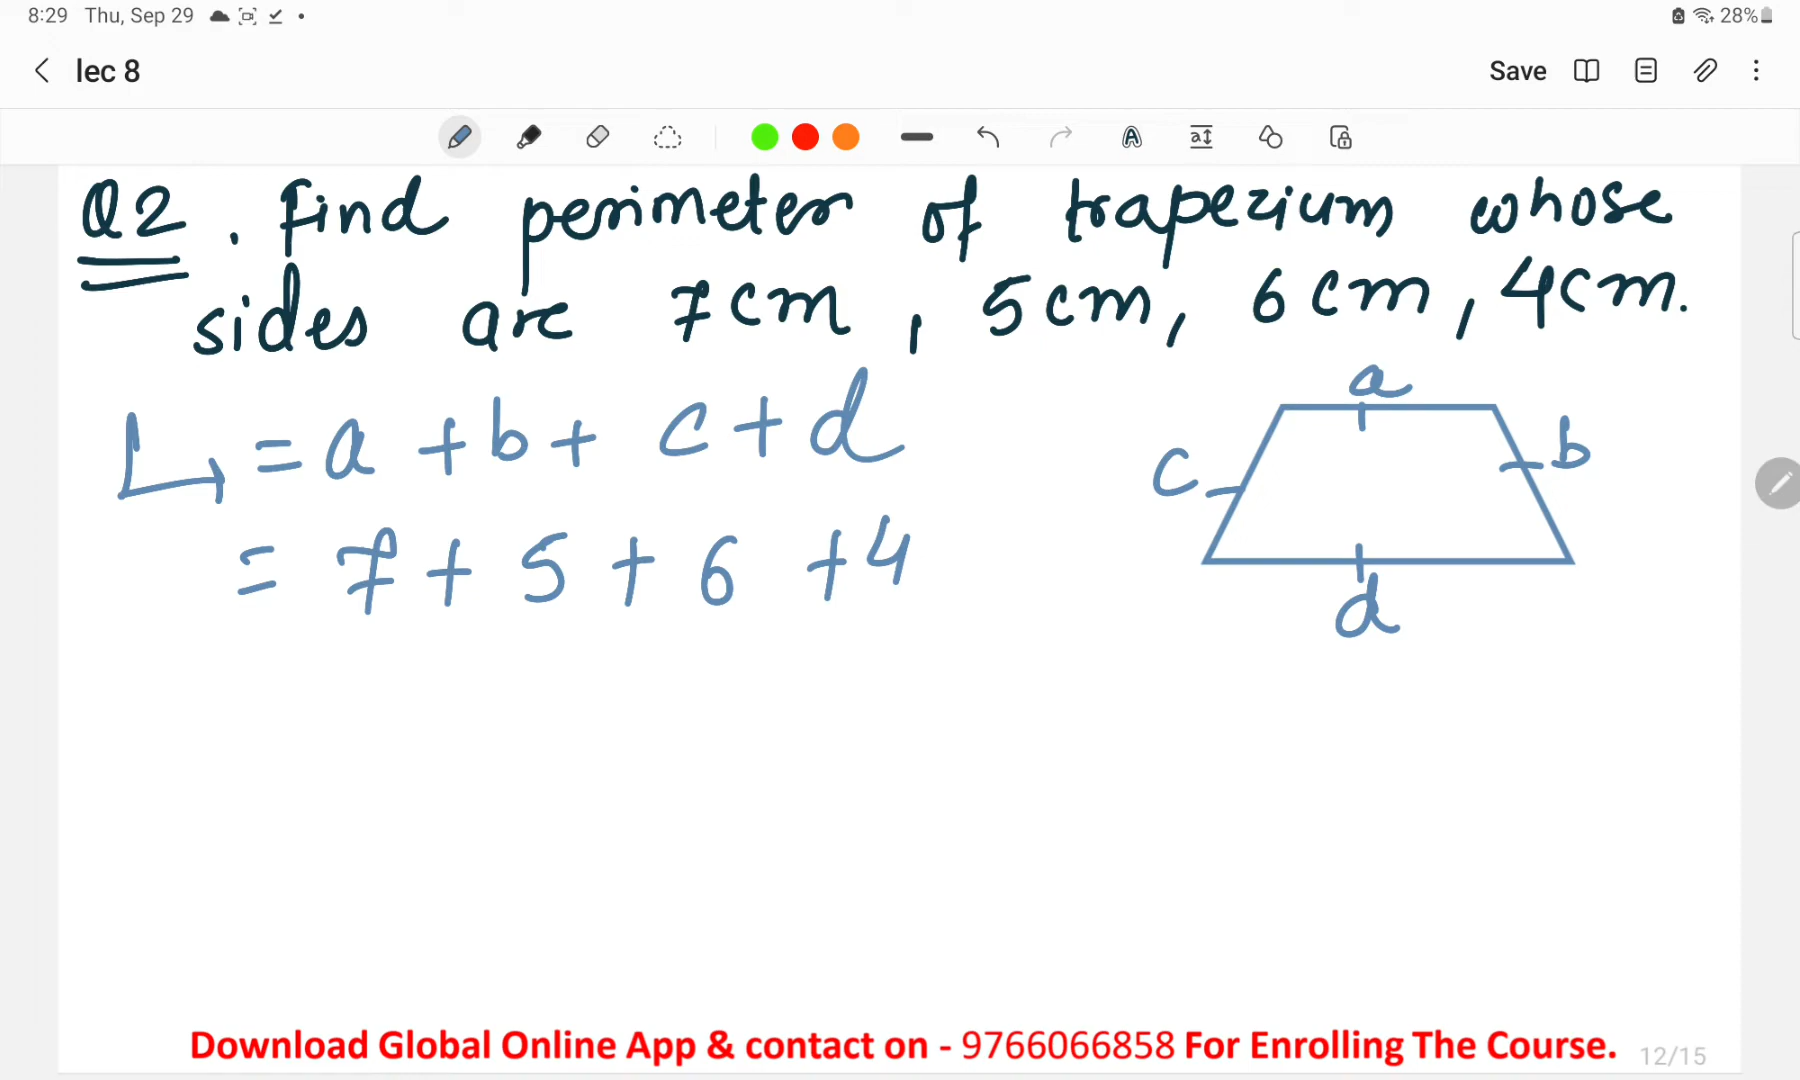 8:29 Thu, Sep 29
28%
lec 8
Save
Q2. Find perimeter of trapezium whose
sides are 7cm, 5cm, 6cm, 4cm.
= a + b + c + d
= 7 + 5 + 6 + 4
a
b
c
d
Download Global Online App & contact on - 9766066858 For Enrolling The Course.
12/15